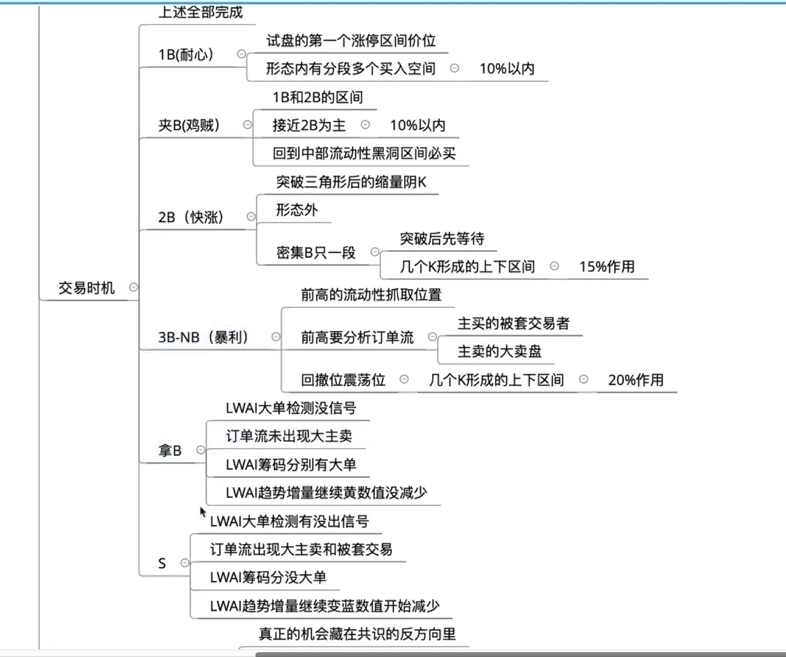 上述全部完成
试盘的第一个涨停区间价位
1B(耐心)
形态内有分段多个买入空间
10%以内
1B和2B的区间
夹B(鸡贼)
接近2B为主
10%以内
回到中部流动性黑洞区间必买
突破三角形后的缩量阴K
2B（快涨）
形态外
突破后先等待
密集B只一段
几个K形成的上下区间
15%作用
交易时机
前高的流动性抓取位置
主买的被套交易者
3B-NB（暴利）
前高要分析订单流
主卖的大卖盘
回撤位震荡位
几个K形成的上下区间
20%作用
LWAI大单检测没信号
订单流未出现大主卖
拿B
LWAI筹码分别有大单
LWAI趋势增量继续黄数值没减少
LWAI大单检测有没出信号
订单流出现大主卖和被套交易
S
LWAI筹码分没大单
LWAI趋势增量继续变蓝数值开始减少
真正的机会藏在共识的反方向里